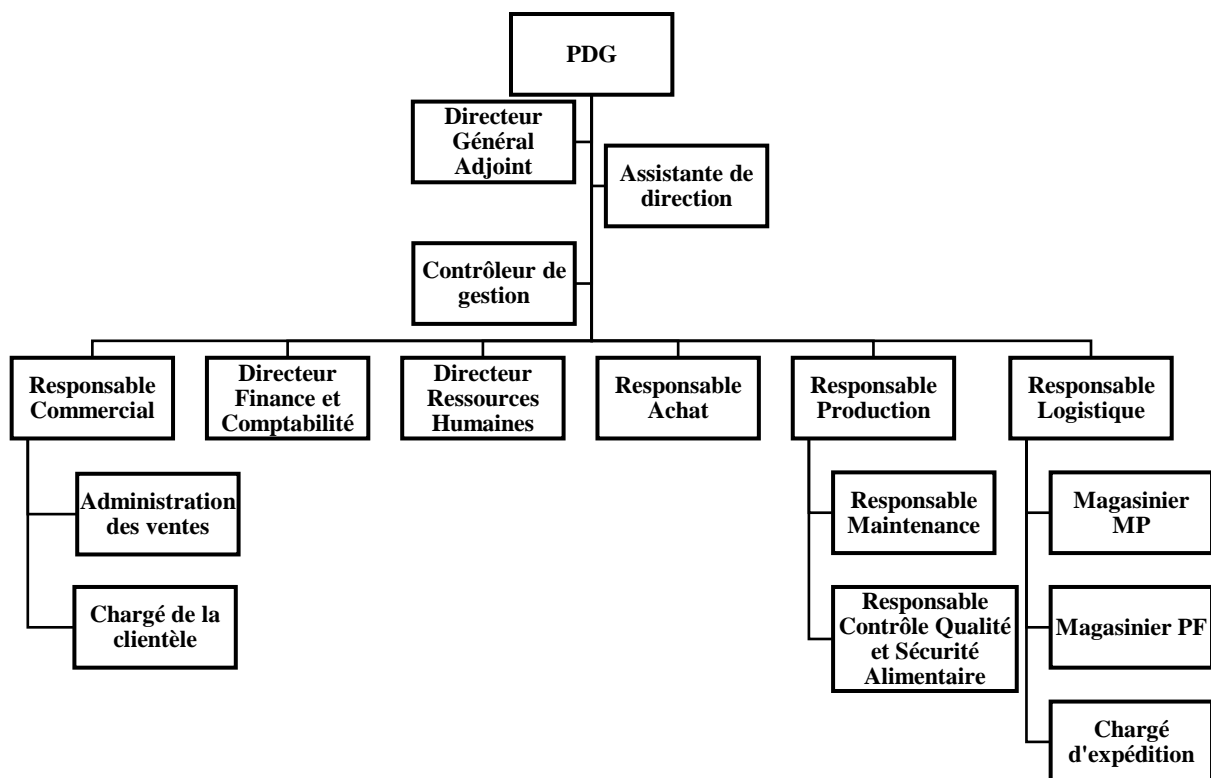 PDG
Directeur
Général
Adjoint
Assistante de
direction
Contrôleur de
gestion
Responsable
Commercial
Directeur
Finance et
Comptabilité
Directeur
Ressources
Humaines
Responsable
Achat
Responsable
Production
Responsable
Logistique
Administration
des ventes
Chargé de la
clientèle
Responsable
Maintenance
Responsable
Contrôle Qualité
et Sécurité
Alimentaire
Magasinier
MP
Magasinier PF
Chargé
d'expédition